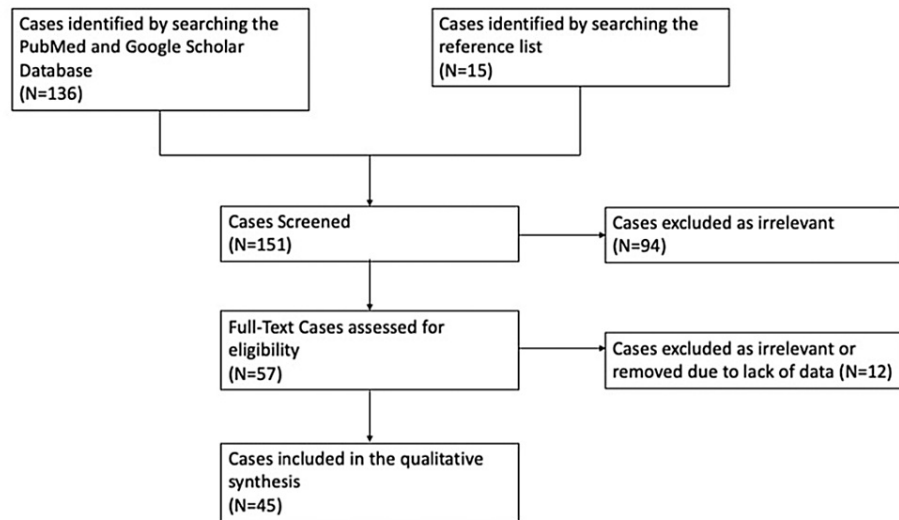 Cases identified by searching the
PubMed and Google Scholar
Database
(N=136)
Cases identified by searching the
reference list
(N=15)
Cases Screened
(N=151)
Cases excluded as irrelevant
(N=94)
Full-Text Cases assessed for
eligibility
(N=57)
Cases excluded as irrelevant or
removed due to lack of data (N=12)
Cases included in the qualitative
synthesis
(N=45)